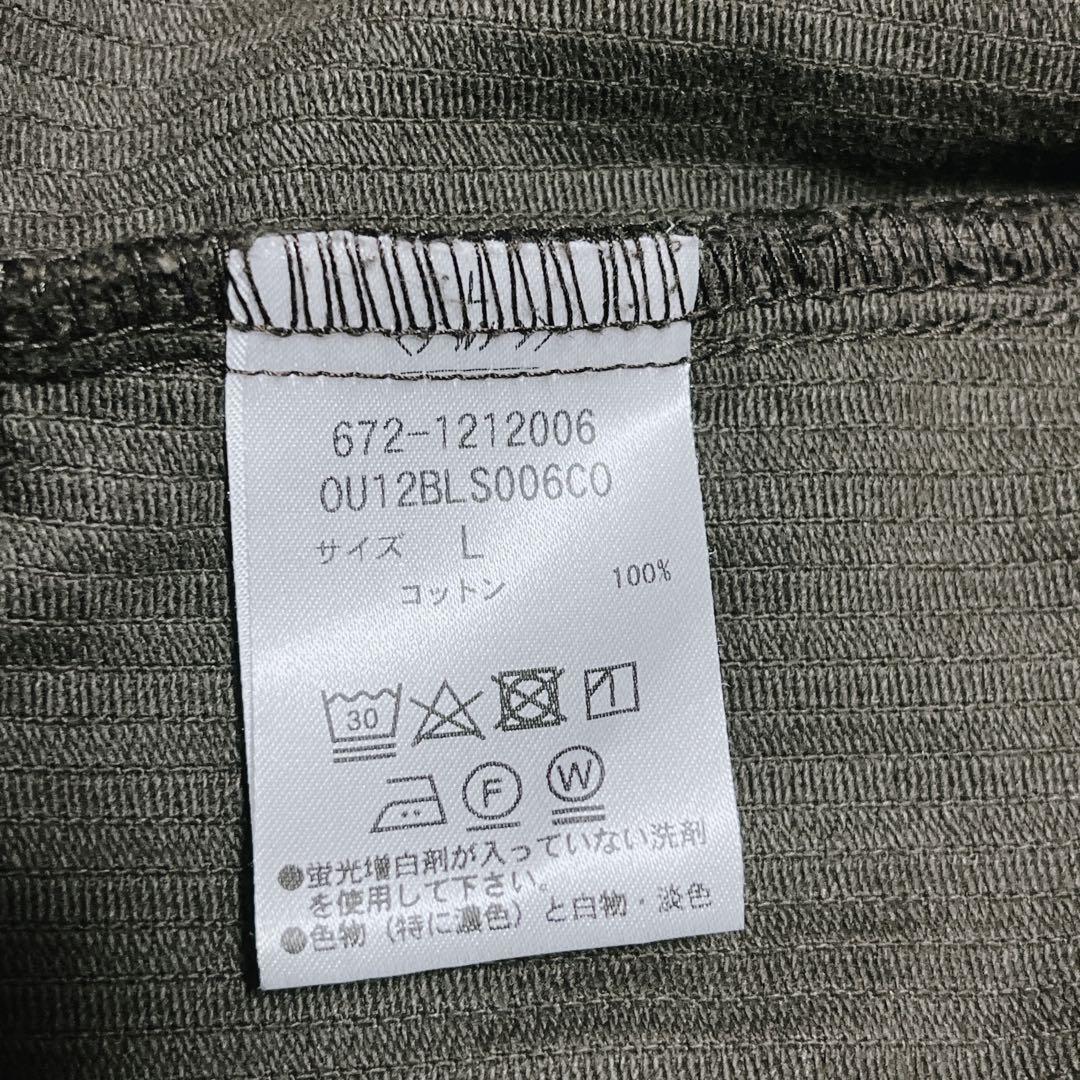 672-1212006
OU12BLS006CO
サイズ L
コットン 100%
30
F W
●蛍光増白剤が入っていない洗剤
を使用して下さい。
●色物(特に濃色)と白物・淡色